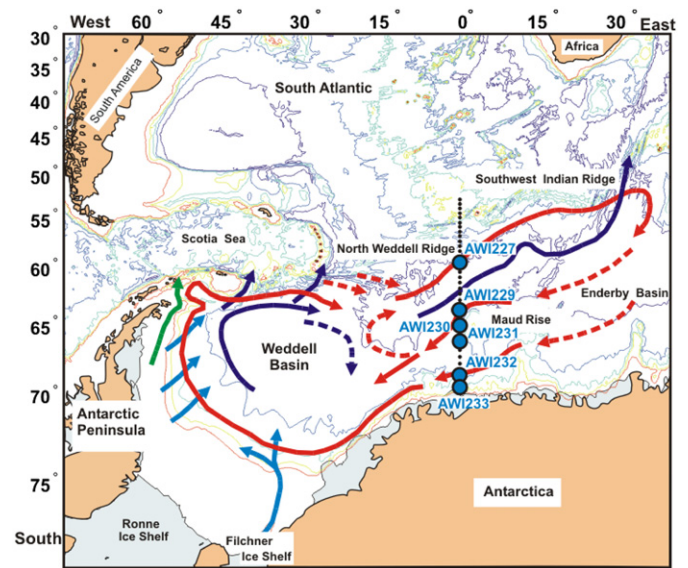 West 60° 45° 30° 15° 0° 15° 30° East
30°
35°
40°
45°
50°
55°
60°
65°
70°
75°
South
Africa
South America
South Atlantic
Southwest Indian Ridge
Scotia Sea
North Weddell Ridge
AWI227
Enderby Basin
AWI229
Maud Rise
AWI230
AWI231
Weddell
Basin
AWI232
AWI233
Antarctic
Peninsula
Antarctica
Ronne
Ice Shelf
Filchner
Ice Shelf